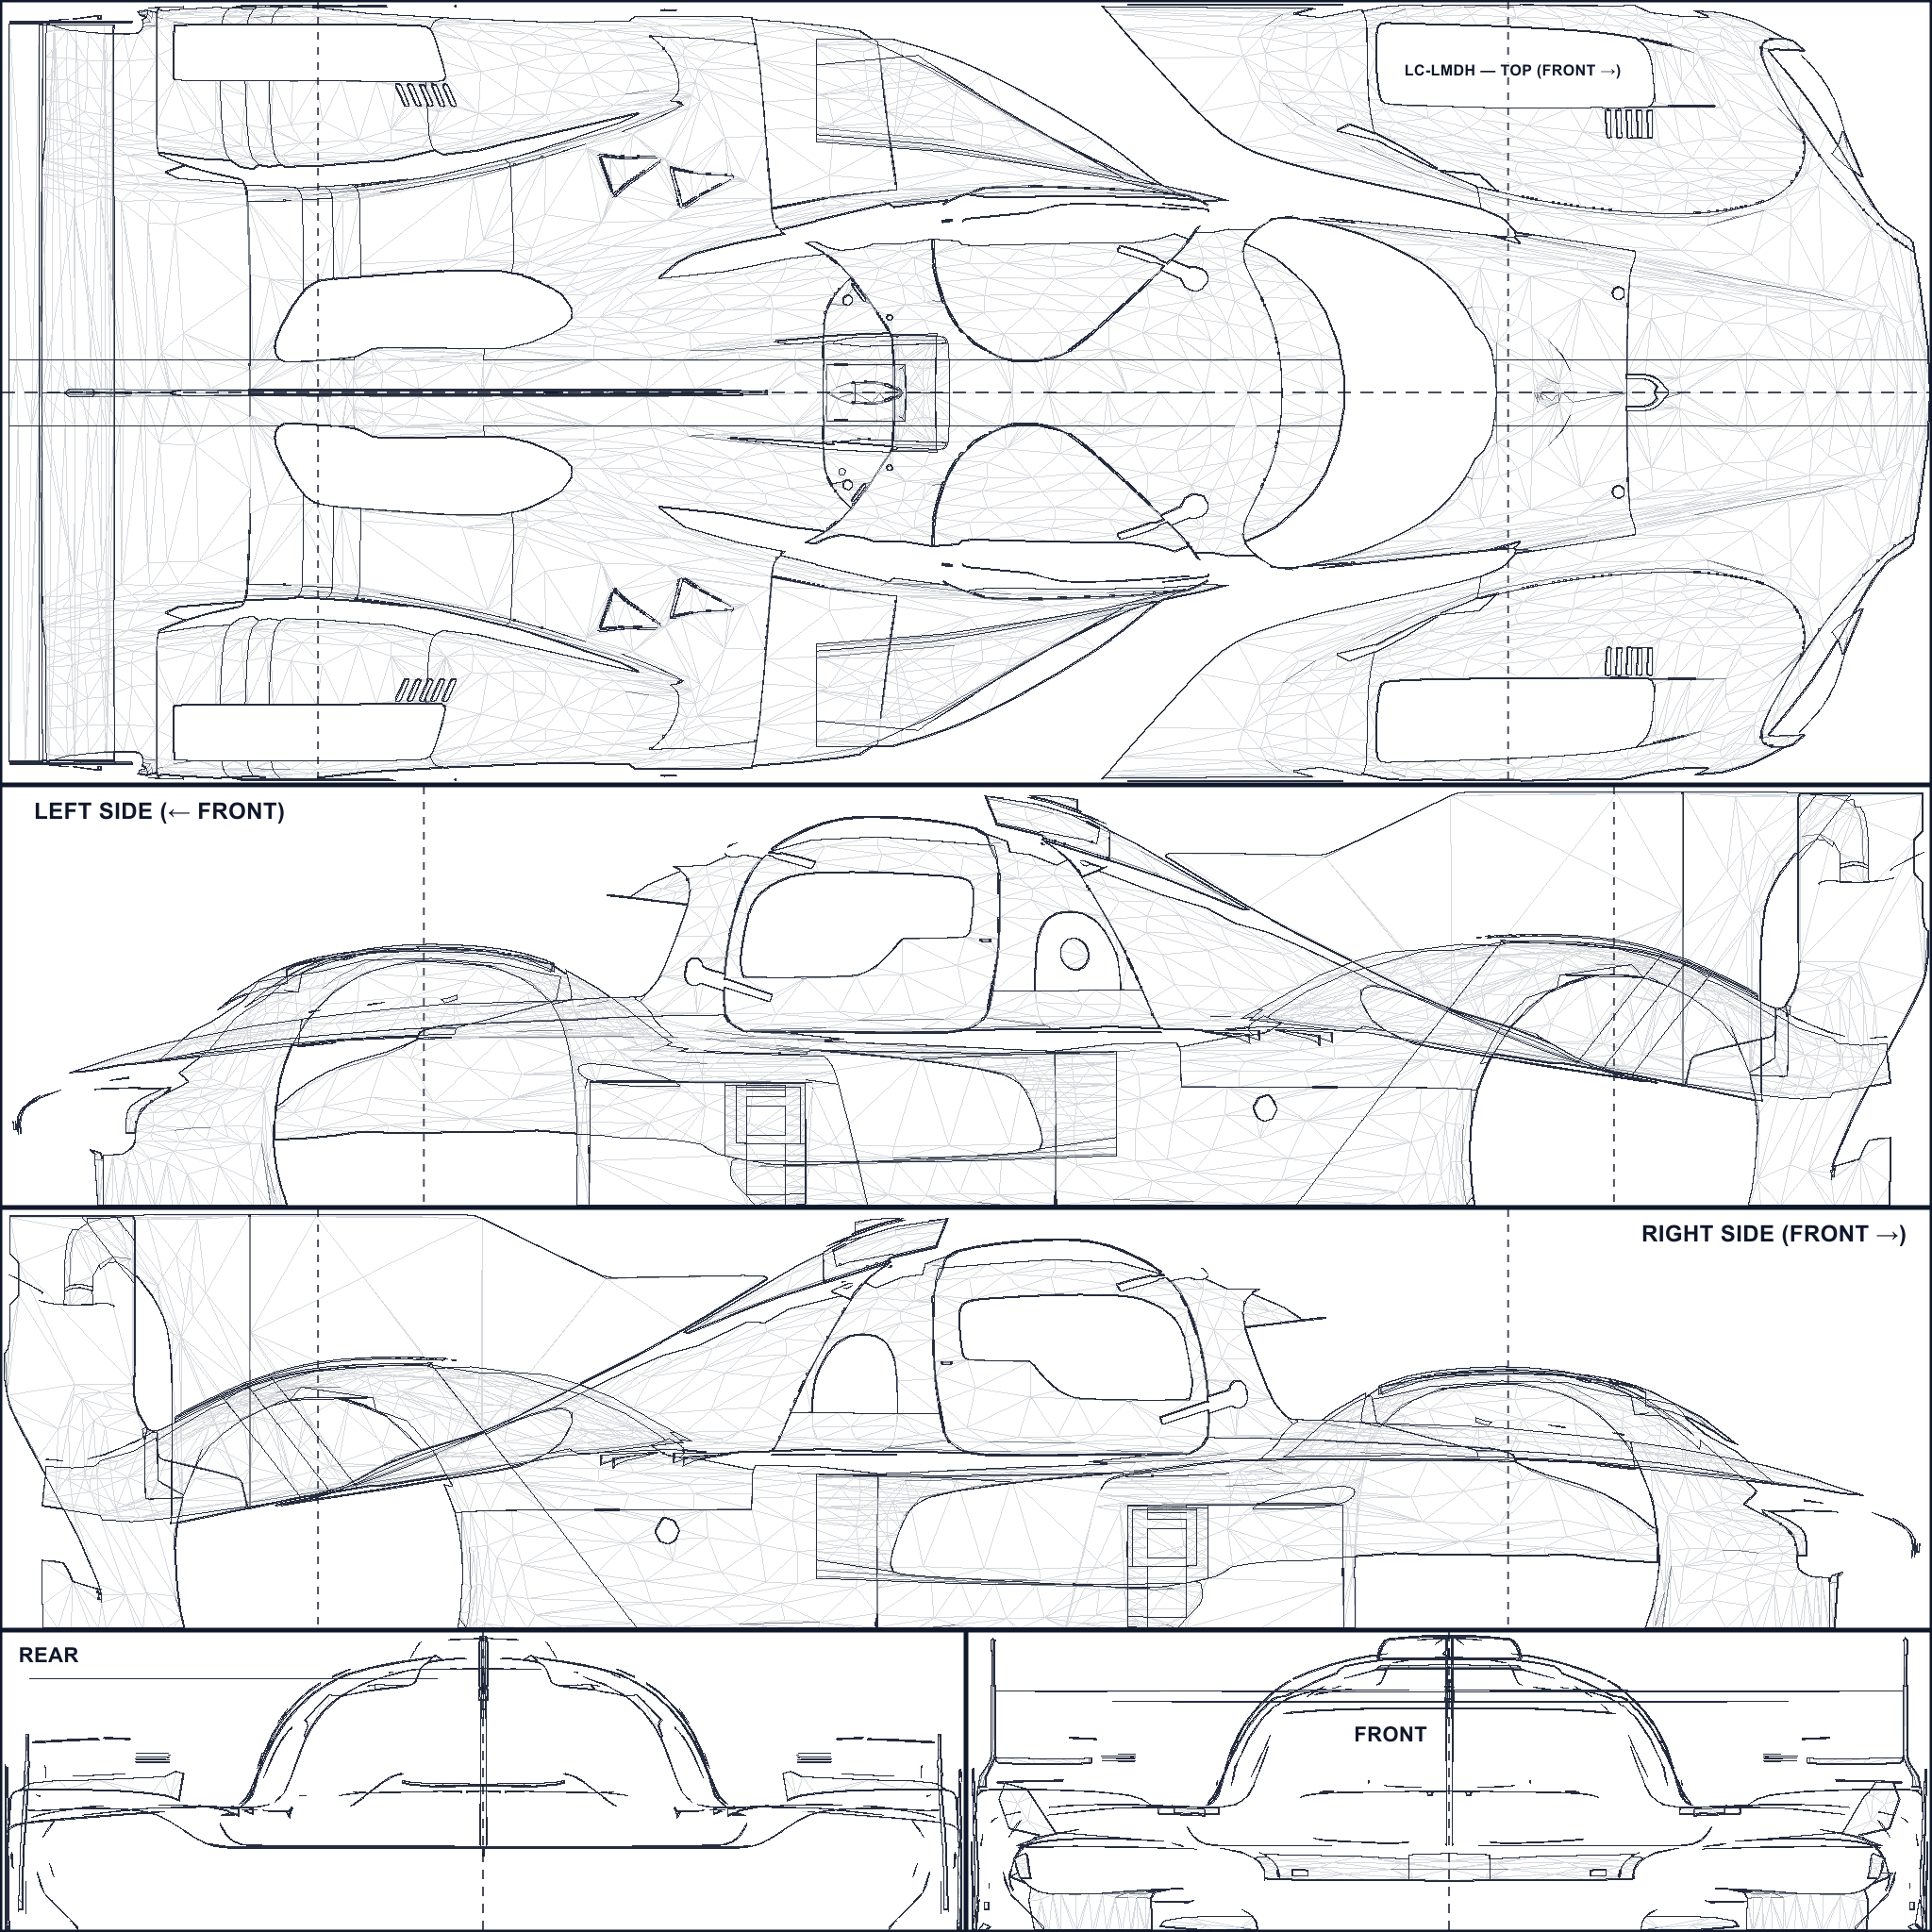 LC-LMDH — TOP (FRONT →)
LEFT SIDE (← FRONT)
RIGHT SIDE (FRONT →)
REAR
FRONT